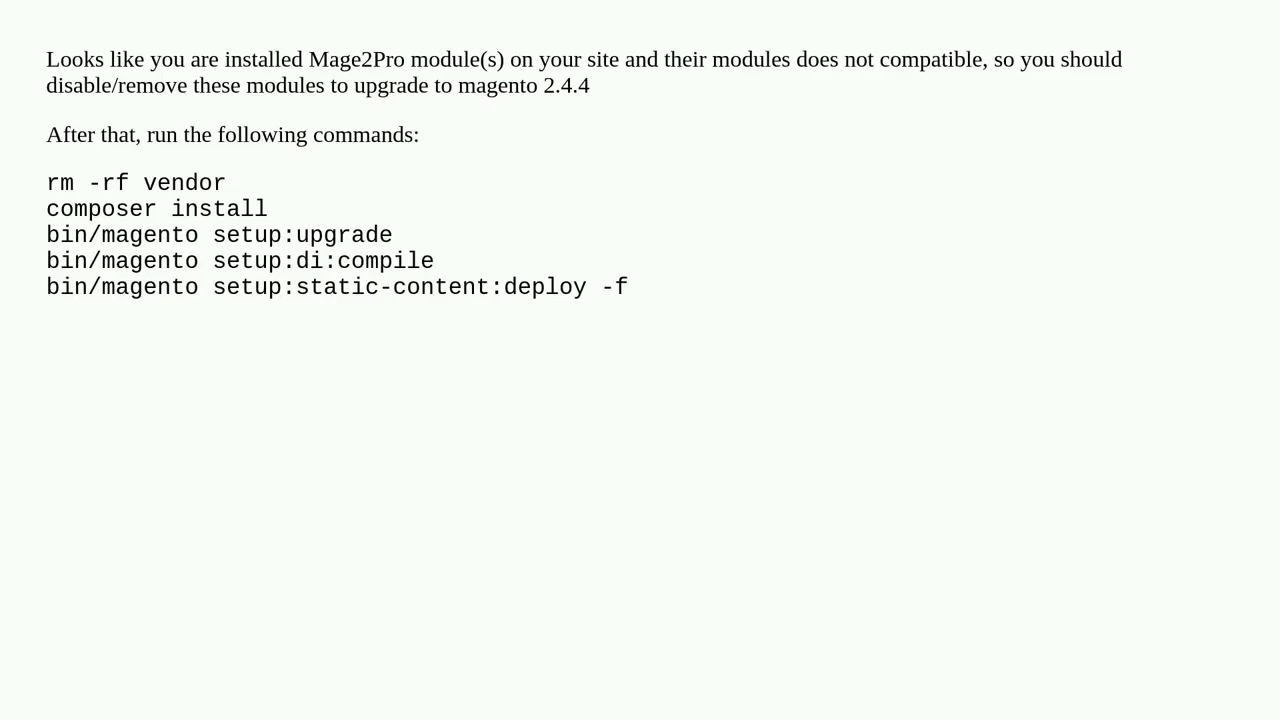 Looks like you are installed Mage2Pro module(s) on your site and their modules does not compatible, so you should
disable/remove these modules to upgrade to magento 2.4.4
After that, run the following commands:
rm -rf vendor
composer install
bin/magento setup:upgrade
bin/magento setup:di:compile
bin/magento setup:static-content:deploy -f